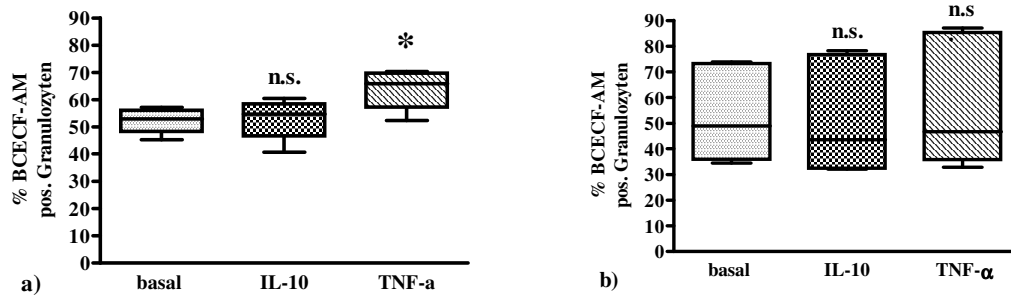 % BCECF-AM
pos. Granulozyten
90
80
70
60
50
40
30
20
10
0
n.s.
*
basal
IL-10
TNF-a
a)
% BCECF-AM
pos. Granulozyten
90
80
70
60
50
40
30
20
10
0
n.s.
n.s
basal
IL-10
TNF-α
b)